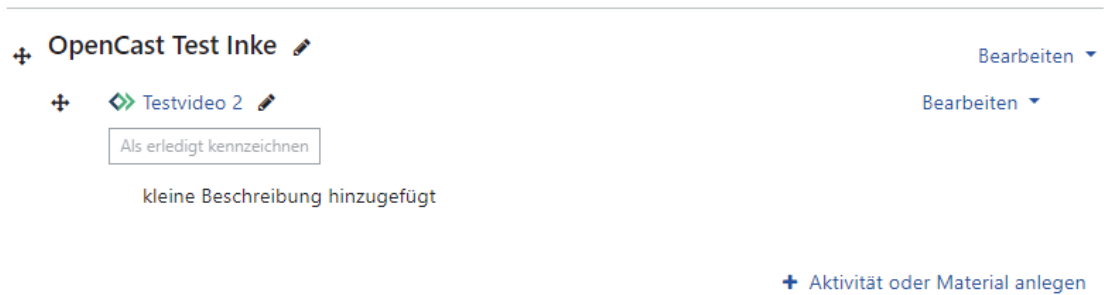 OpenCast Test Inke
Bearbeiten
Testvideo 2
Bearbeiten
Als erledigt kennzeichnen
kleine Beschreibung hinzugefügt
+ Aktivität oder Material anlegen